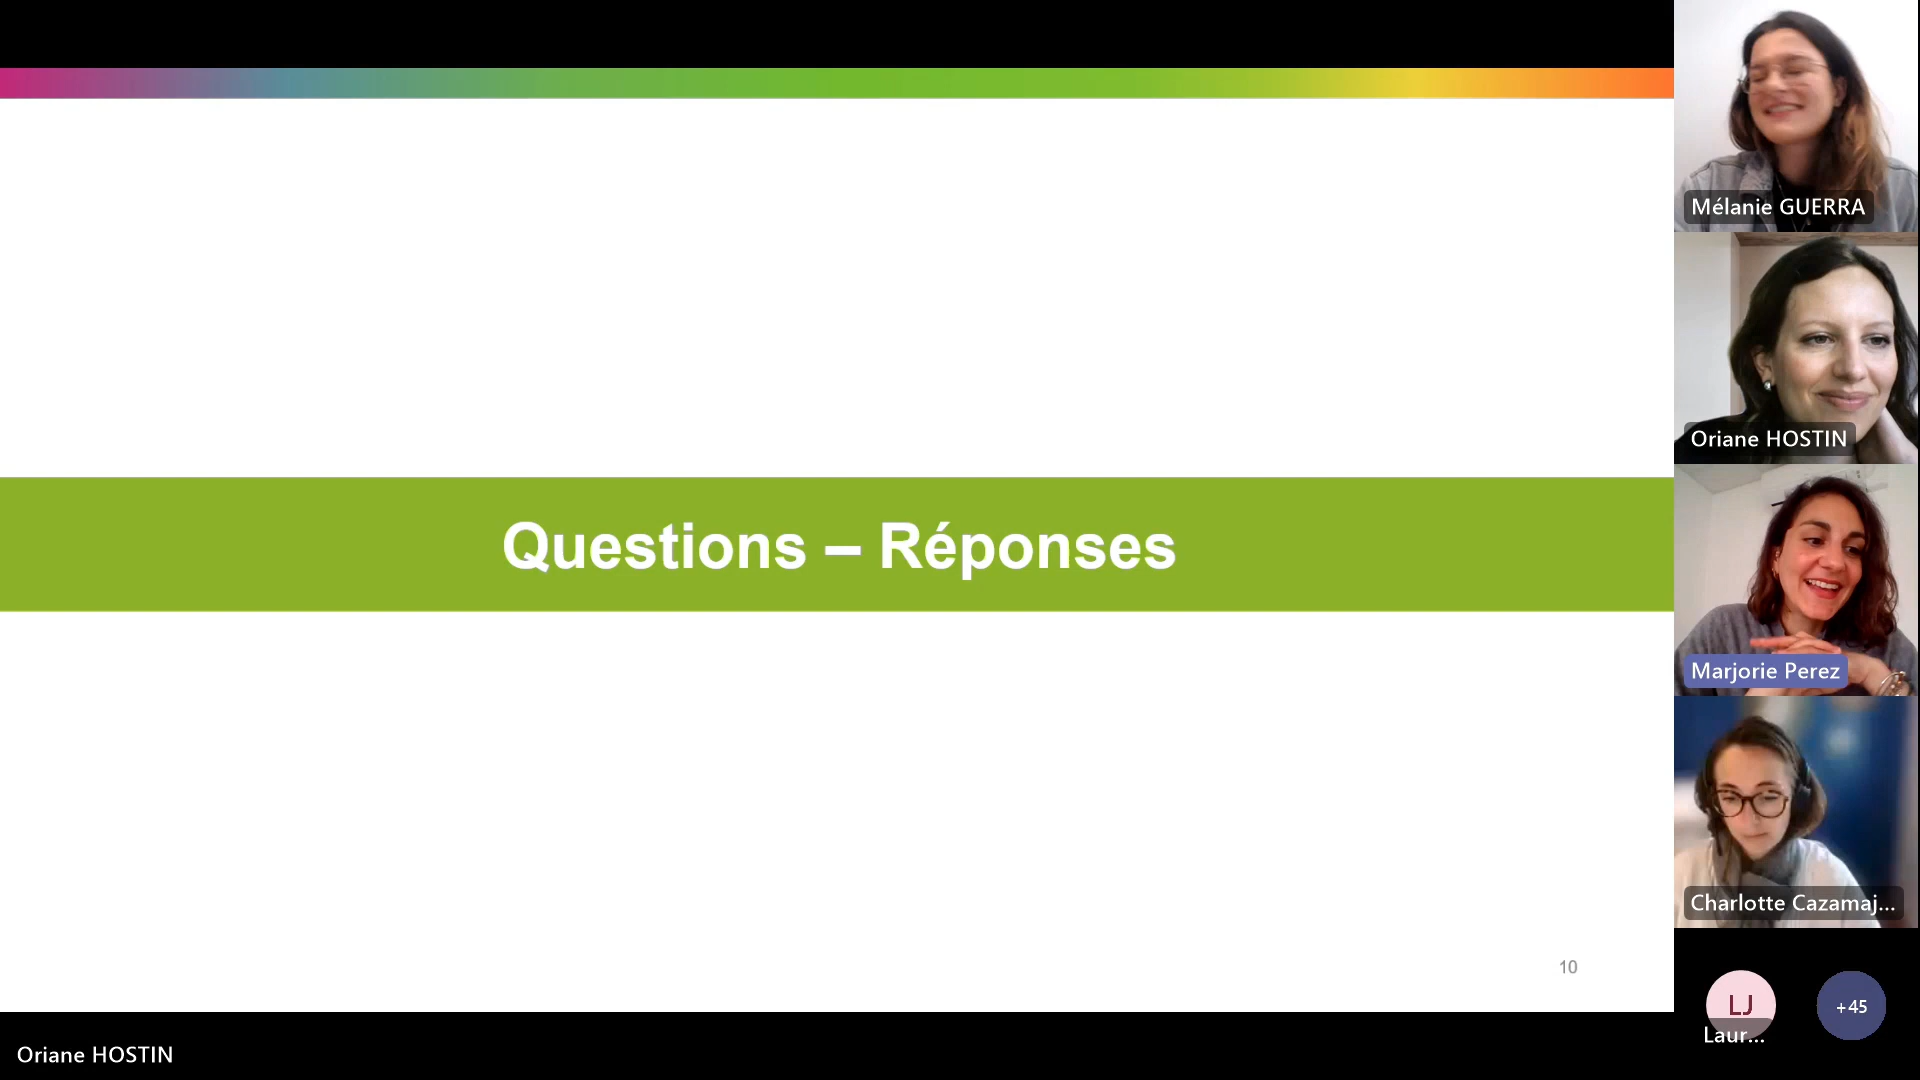 Questions – Réponses
10
Mélanie GUERRA
Oriane HOSTIN
Marjorie Perez
Charlotte Cazamaj...
LJ
Laur...
+45
Oriane HOSTIN